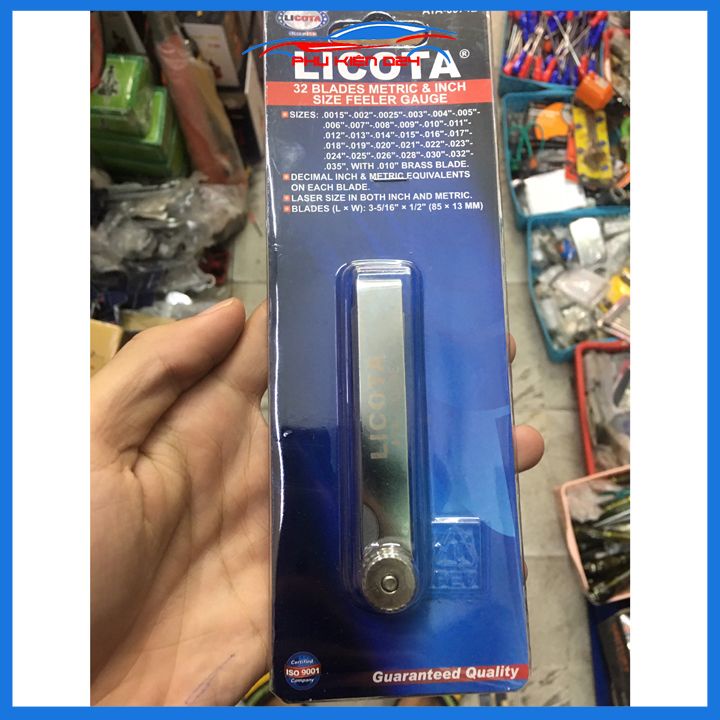 LICOTA
PHU KIEN D24
LICOTA®
32 BLADES METRIC & INCH
SIZE FEELER GAUGE
• SIZES: .0015"-.002"-.0025"-.003"-.004"-.005"-
.006"-.007"-.008"-.009"-.010"-.011"-
.012"-.013"-.014"-.015"-.016"-.017"-
.018"-.019"-.020"-.021"-.022"-.023"-
.024"-.025"-.026"-.028"-.030"-.032"-
.035", WITH .010" BRASS BLADE.
• DECIMAL INCH & METRIC EQUIVALENTS
ON EACH BLADE.
• LASER SIZE IN BOTH INCH AND METRIC.
• BLADES (L × W): 3-5/16" × 1/2" (85 × 13 MM)
LICOTA
Certified
ISO 9001
Company
Guaranteed Quality